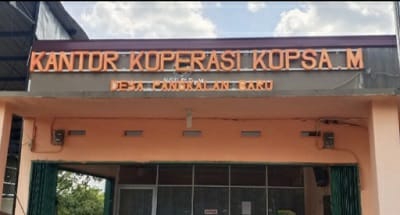 KANTOR KOPERASI KOPSA.M
DESA PANGKALAN BARU